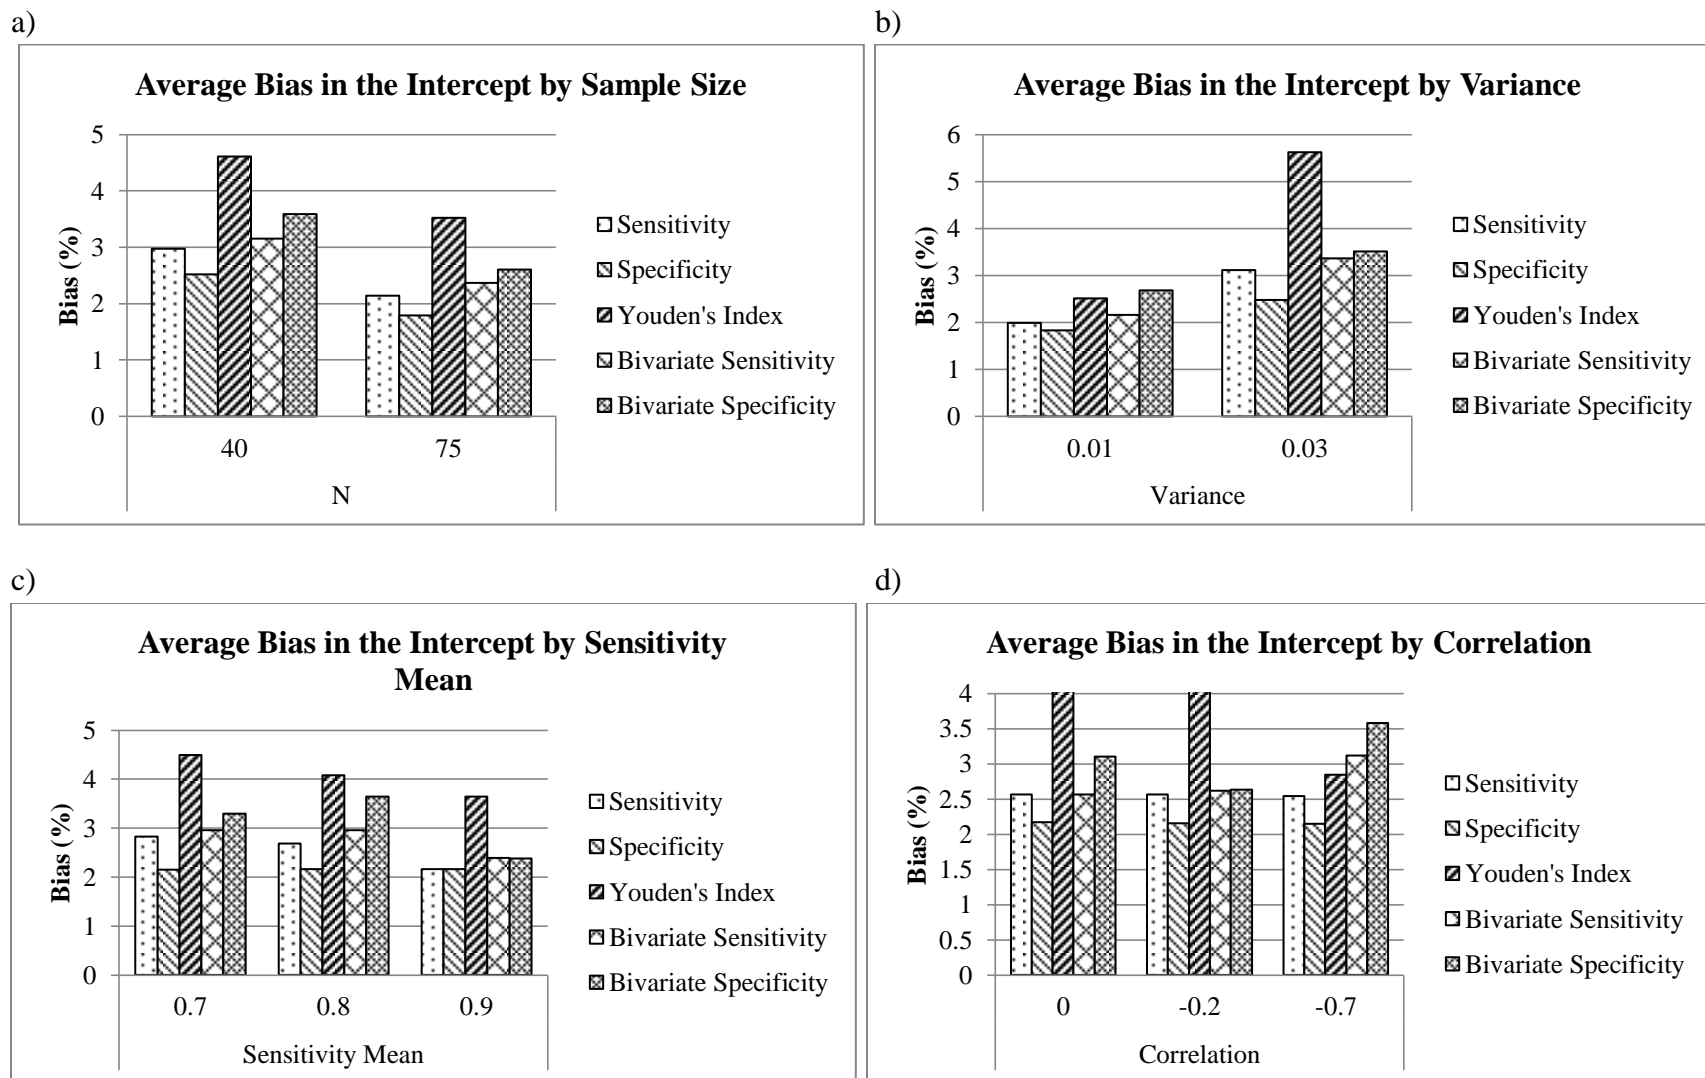 a)
Average Bias in the Intercept by Sample Size
Bias (%)
5
4
3
2
1
0
40
75
N
Sensitivity
Specificity
Youden's Index
Bivariate Sensitivity
Bivariate Specificity
b)
Average Bias in the Intercept by Variance
Bias (%)
6
5
4
3
2
1
0
0.01
0.03
Variance
Sensitivity
Specificity
Youden's Index
Bivariate Sensitivity
Bivariate Specificity
c)
Average Bias in the Intercept by Sensitivity
Mean
Bias (%)
5
4
3
2
1
0
0.7
0.8
0.9
Sensitivity Mean
Sensitivity
Specificity
Youden's Index
Bivariate Sensitivity
Bivariate Specificity
d)
Average Bias in the Intercept by Correlation
Bias (%)
4
3.5
3
2.5
2
1.5
1
0.5
0
0
-0.2
-0.7
Correlation
Sensitivity
Specificity
Youden's Index
Bivariate Sensitivity
Bivariate Specificity